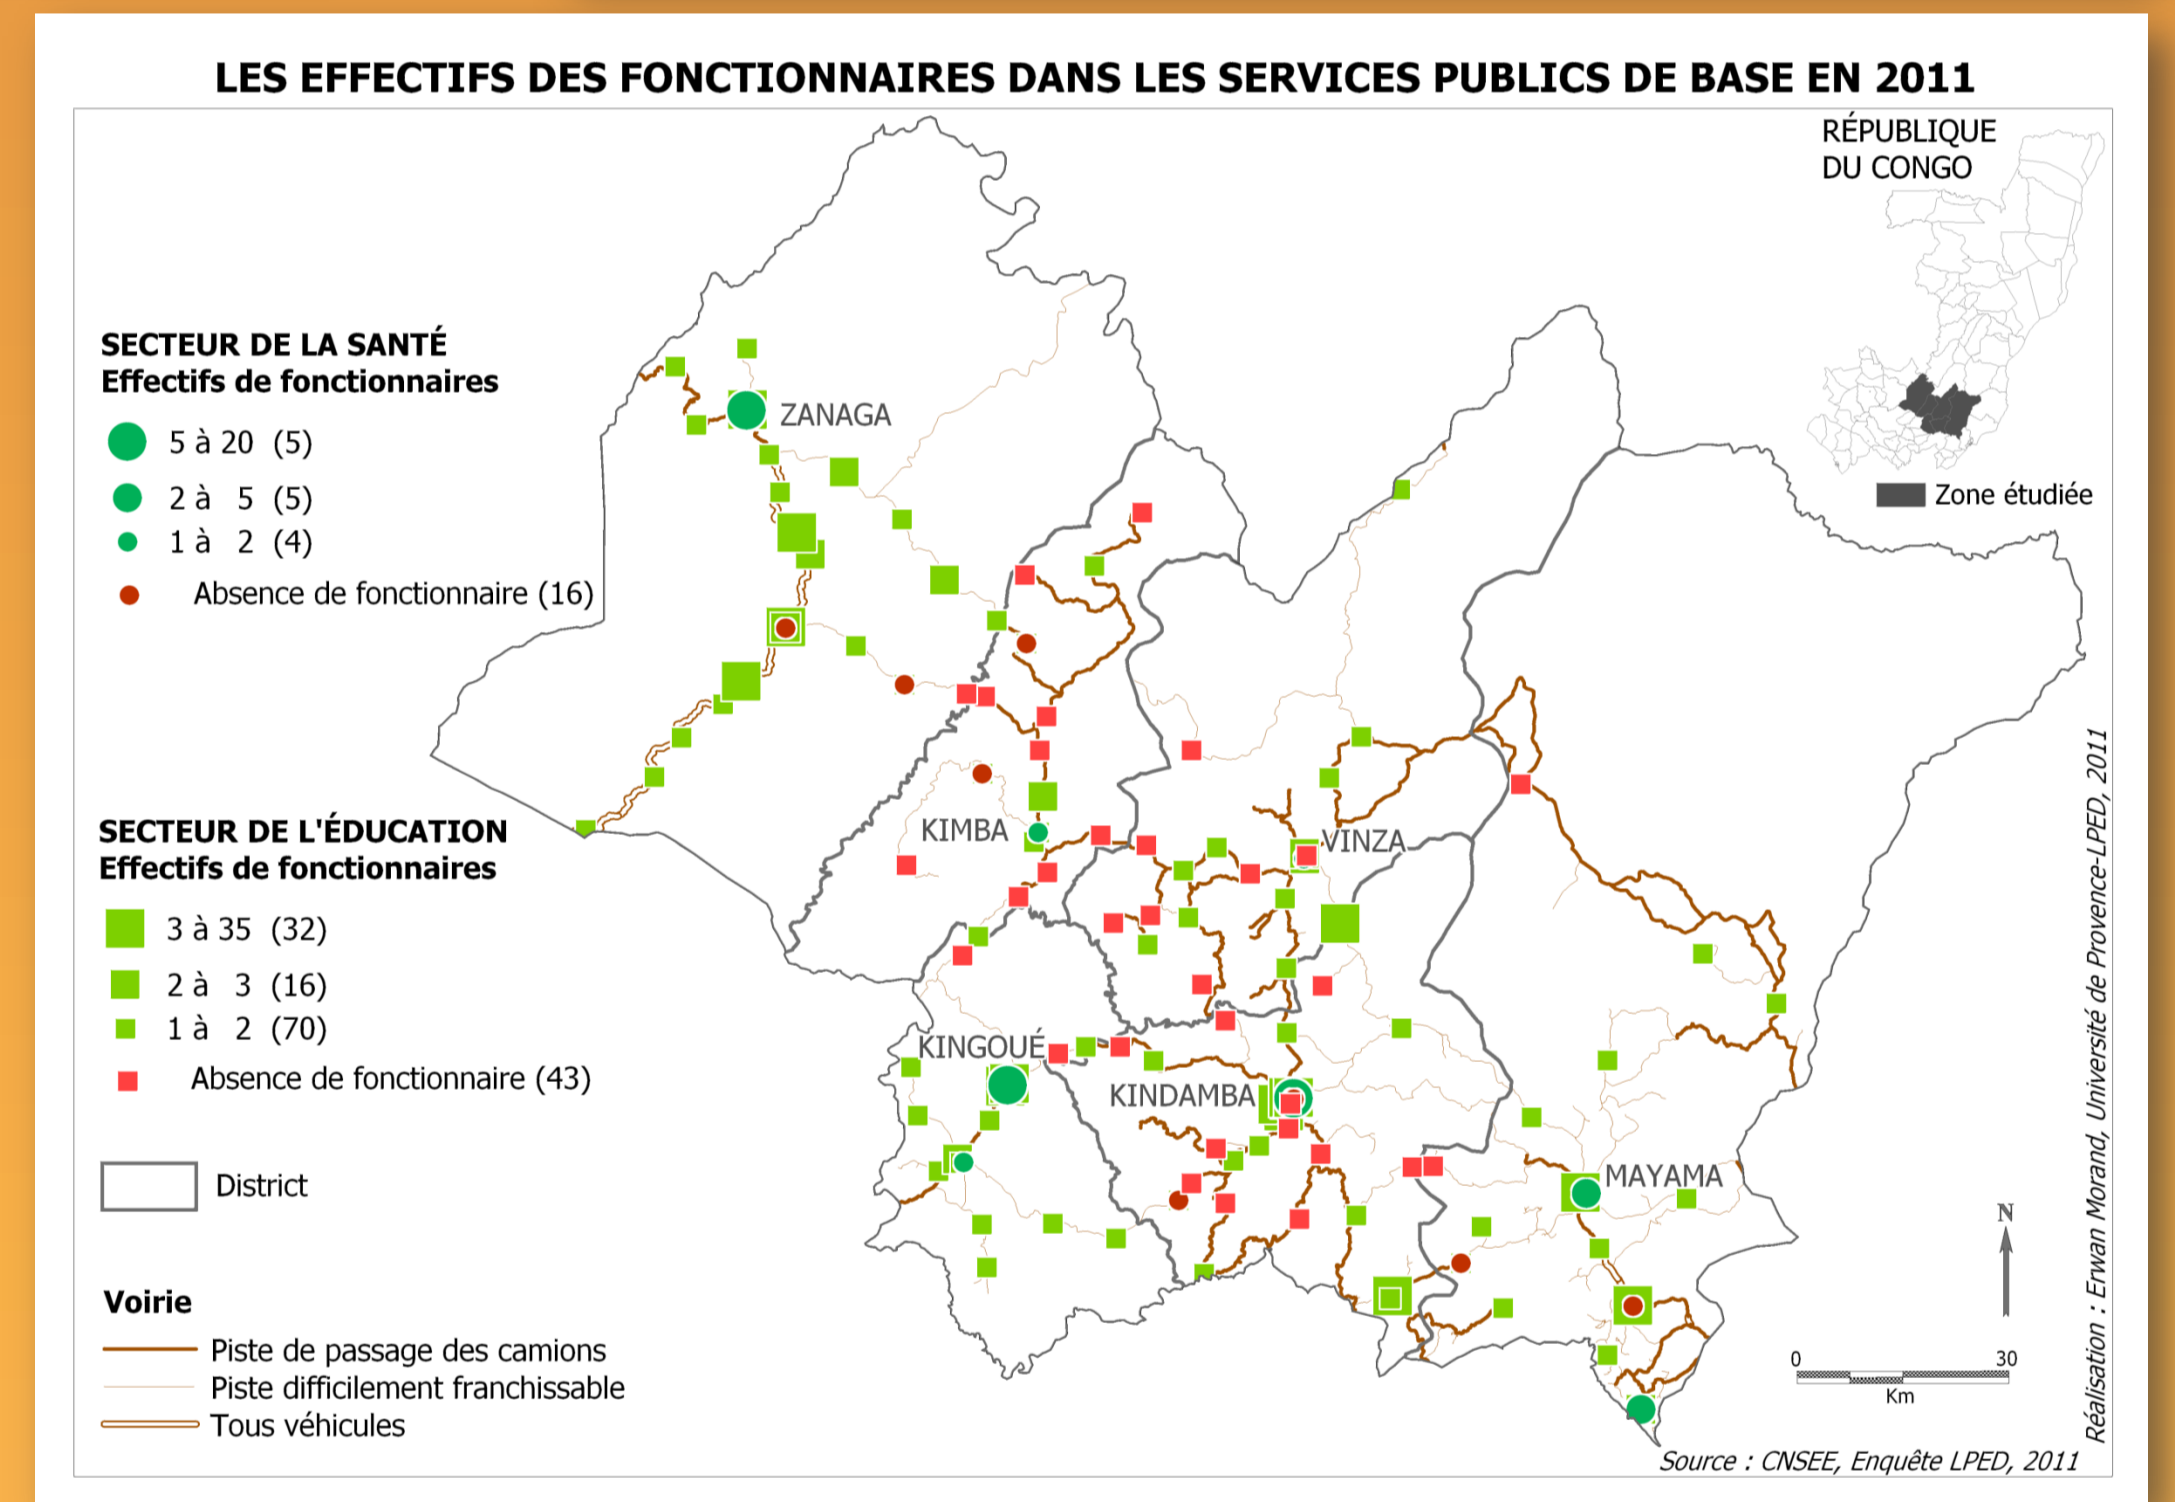 LES EFFECTIFS DES FONCTIONNAIRES DANS LES SERVICES PUBLICS DE BASE EN 2011
RÉPUBLIQUE
DU CONGO
Zone étudiée
SECTEUR DE LA SANTÉ
Effectifs de fonctionnaires
5 à 20 (5)
2 à 5 (5)
1 à 2 (4)
Absence de fonctionnaire (16)
ZANAGA
KIMBA
VINZA
KINGOUÉ
KINDAMBA
MAYAMA
SECTEUR DE L'ÉDUCATION
Effectifs de fonctionnaires
3 à 35 (32)
2 à 3 (16)
1 à 2 (70)
Absence de fonctionnaire (43)
District
Voirie
Piste de passage des camions
Piste difficilement franchissable
Tous véhicules
N
0 30
Km
Réalisation : Erwan Morand, Université de Provence-LPED, 2011
Source : CNSEE, Enquête LPED, 2011